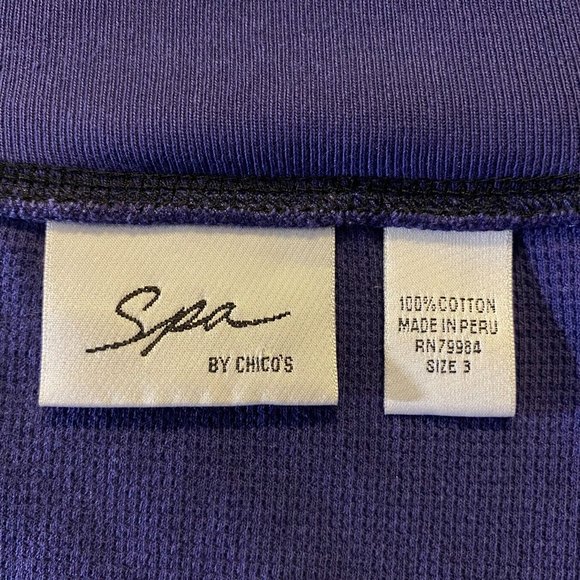 Spa
BY CHICO'S
100% COTTON
MADE IN PERU
RN79984
SIZE 3